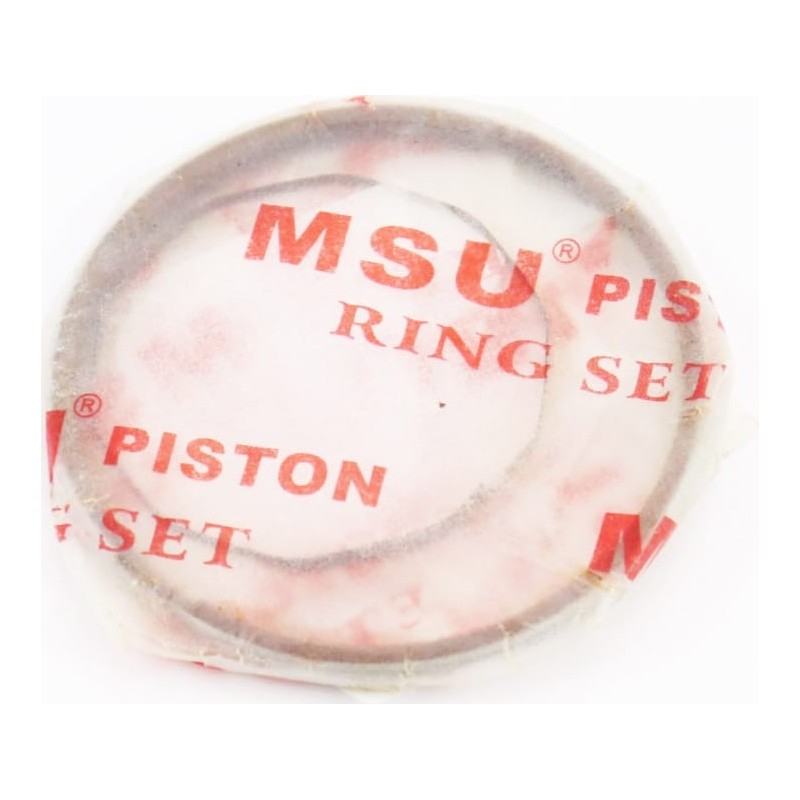 MSU® PIS
RING SET
® PISTON
G SET
M